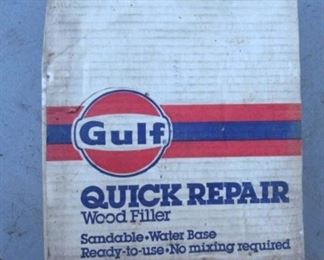 Gulf
QUICK REPAIR
Wood Filler
Sandable•Water Base
Ready-to-use•No mixing required